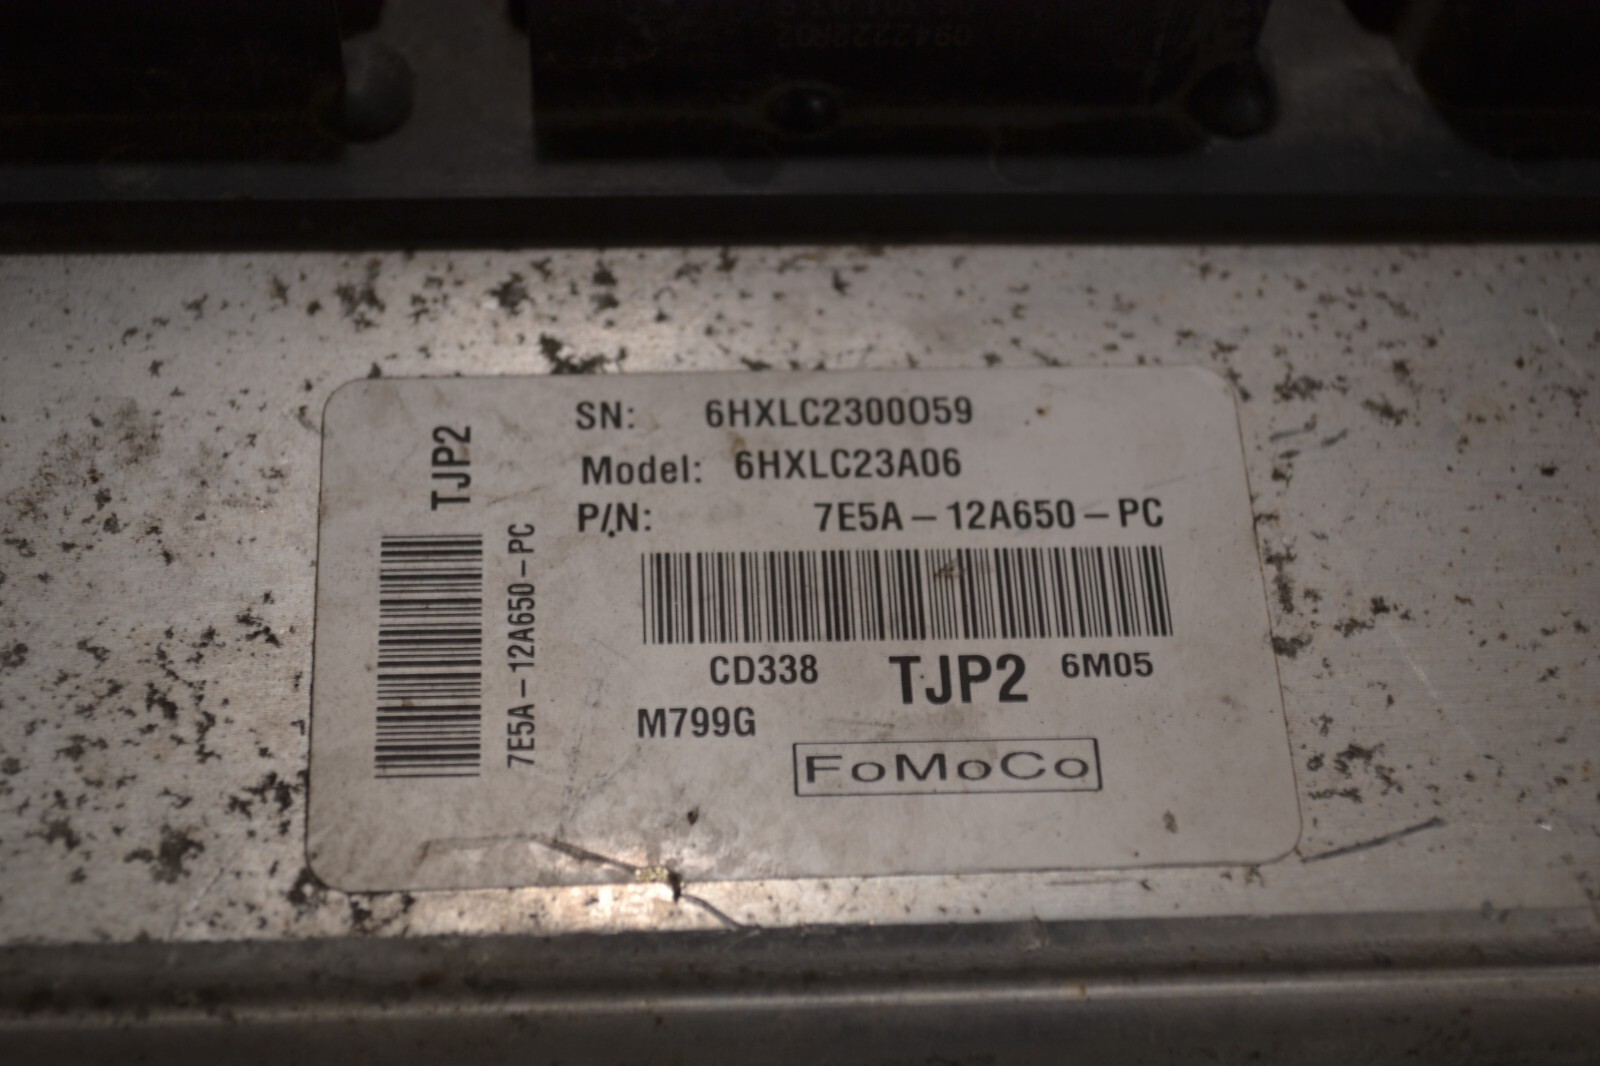 TJP2
7E5A-12A650-PC
SN: 6HXLC2300059
Model: 6HXLC23A06
P/N: 7E5A-12A650-PC
CD338 TJP2 6M05
M799G
FoMoCo